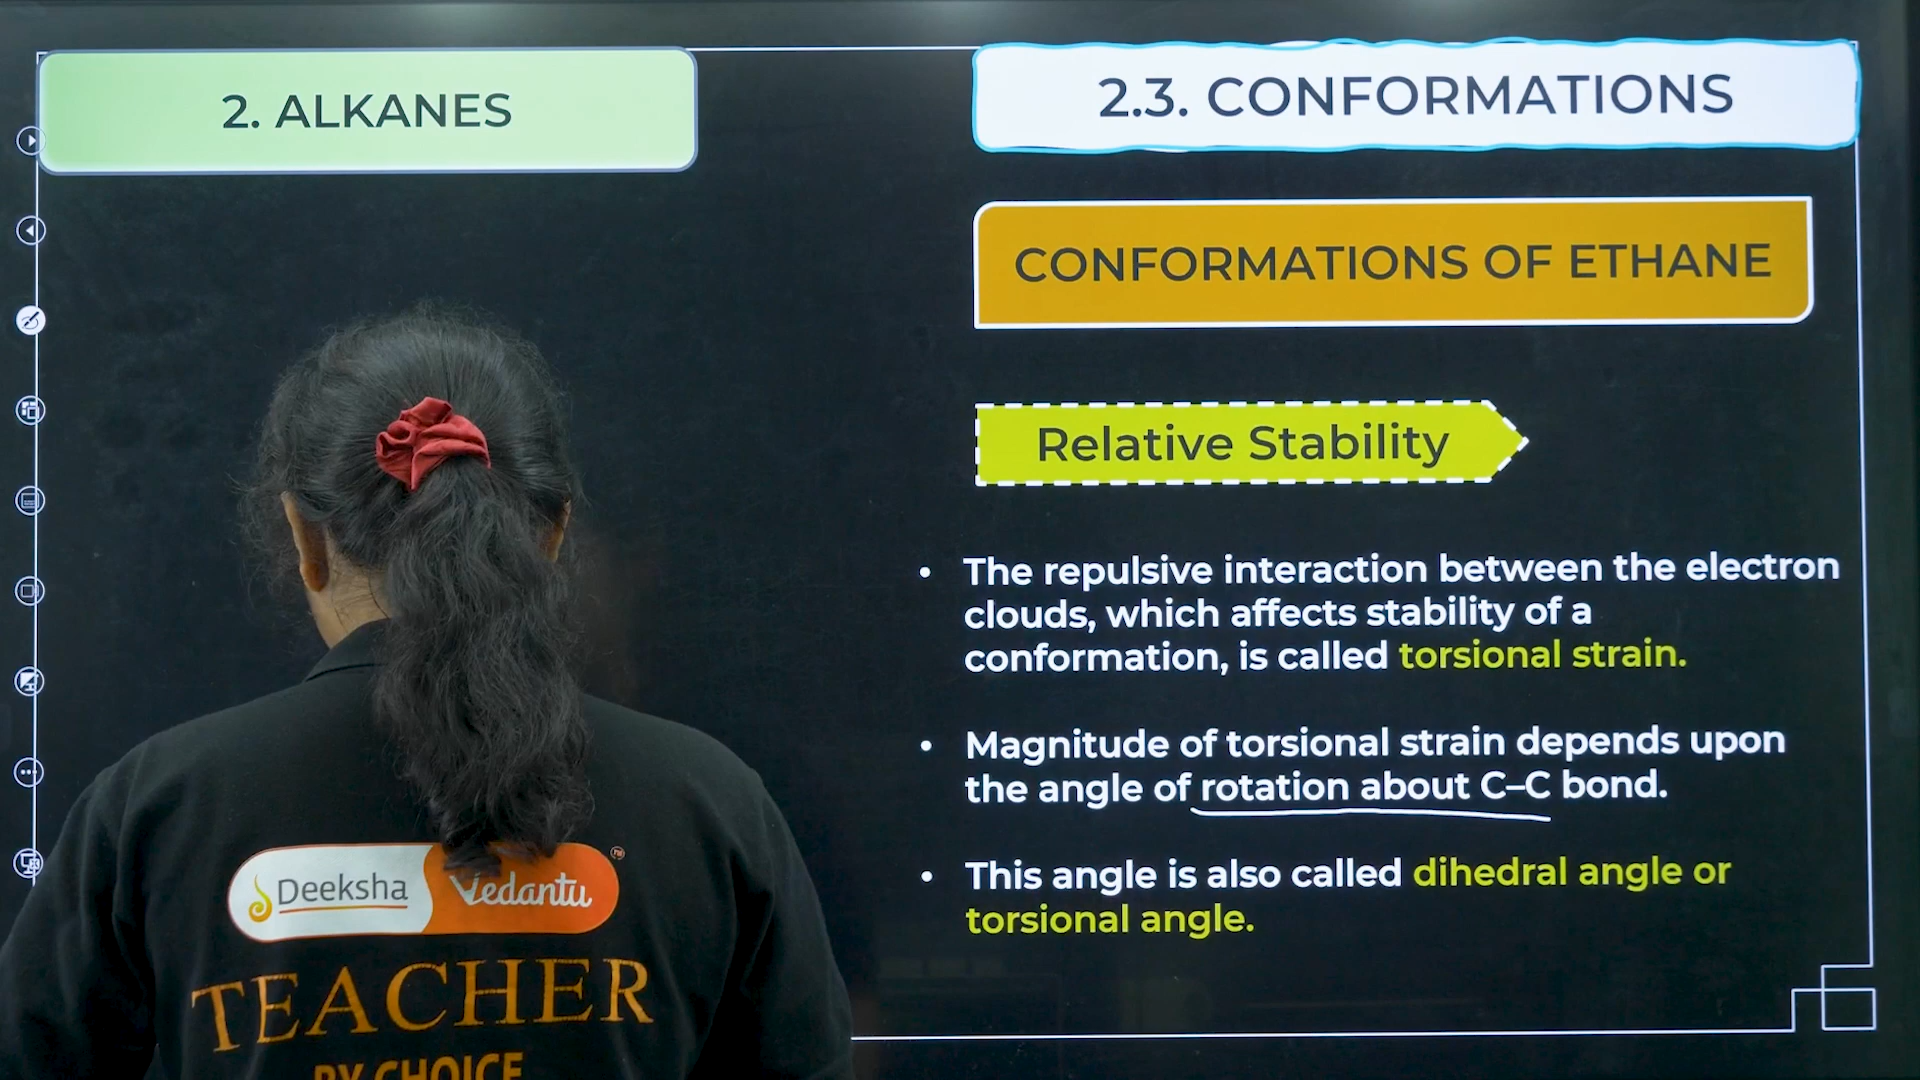 2. ALKANES
2.3. CONFORMATIONS
CONFORMATIONS OF ETHANE
Relative Stability
• The repulsive interaction between the electron
clouds, which affects stability of a
conformation, is called torsional strain.
• Magnitude of torsional strain depends upon
the angle of rotation about C–C bond.
• This angle is also called dihedral angle or
torsional angle.
Deeksha Vedantu
TEACHER
BY CHOICE